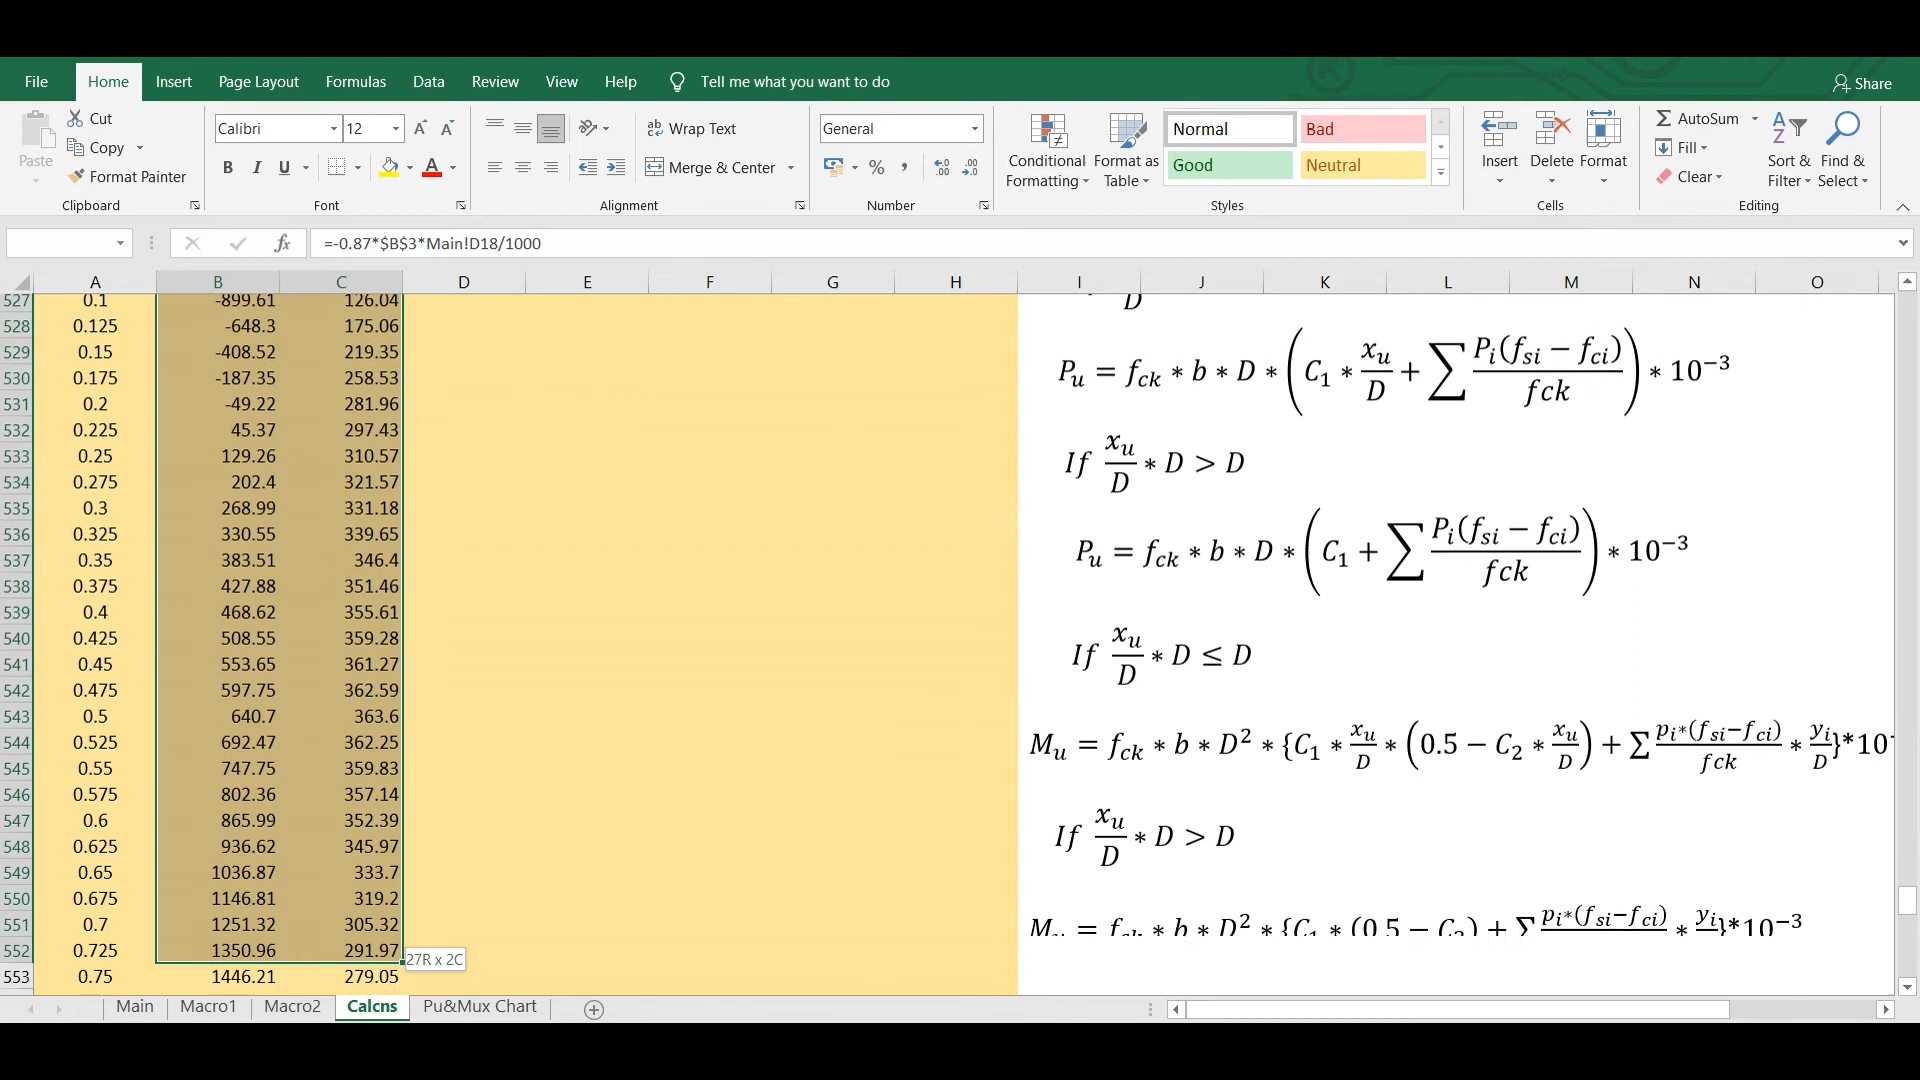 File Home Insert Page Layout Formulas Data Review View Help Tell me what you want to do Share
Paste Cut Copy Format Painter
Calibri 12 A A
B I U A
ab Wrap Text
Merge & Center
General
% ,
Conditional Formatting
Format as Table
Normal Bad
Good Neutral
Insert Delete Format
AutoSum Fill Clear
Sort & Filter Find & Select
Clipboard Font Alignment Number Styles Cells Editing
fx =-0.87*$B$3*Main!D18/1000
A B C D E F G H I J K L M N O
527 0.1 -899.61 126.04
528 0.125 -648.3 175.06
529 0.15 -408.52 219.35
530 0.175 -187.35 258.53
531 0.2 -49.22 281.96
532 0.225 45.37 297.43
533 0.25 129.26 310.57
534 0.275 202.4 321.57
535 0.3 268.99 331.18
536 0.325 330.55 339.65
537 0.35 383.51 346.4
538 0.375 427.88 351.46
539 0.4 468.62 355.61
540 0.425 508.55 359.28
541 0.45 553.65 361.27
542 0.475 597.75 362.59
543 0.5 640.7 363.6
544 0.525 692.47 362.25
545 0.55 747.75 359.83
546 0.575 802.36 357.14
547 0.6 865.99 352.39
548 0.625 936.62 345.97
549 0.65 1036.87 333.7
550 0.675 1146.81 319.2
551 0.7 1251.32 305.32
552 0.725 1350.96 291.97
27R x 2C
553 0.75 1446.21 279.05
D
P_u = f_ck * b * D * (C_1 * x_u/D + ∑ P_i(f_si − f_ci)/fck) * 10^−3
If x_u/D * D > D
P_u = f_ck * b * D * (C_1 + ∑ P_i(f_si − f_ci)/fck) * 10^−3
If x_u/D * D ≤ D
M_u = f_ck * b * D^2 * {C_1 * x_u/D * (0.5 − C_2 * x_u/D) + ∑ p_i*(f_si−f_ci)/fck * y_i/D}*10
If x_u/D * D > D
M_u = f_ck * b * D^2 * {C_1 * (0.5 − C_2) + ∑ p_i*(f_si−f_ci) * y_i}*10^−3
Main Macro1 Macro2 Calcns Pu&Mux Chart